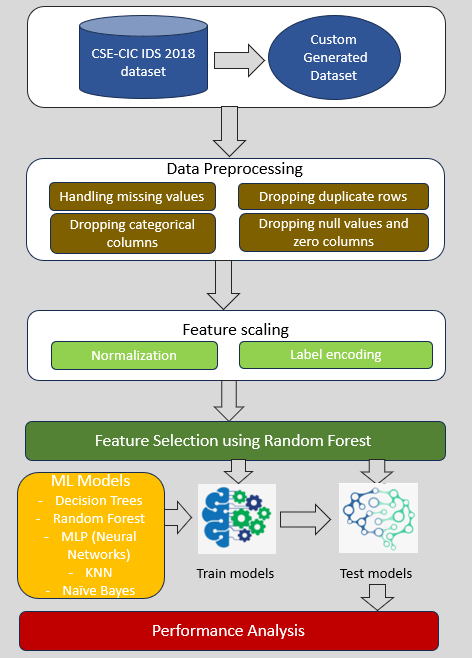 CSE-CIC IDS 2018
dataset
Custom
Generated
Dataset
Data Preprocessing
Handling missing values
Dropping duplicate rows
Dropping categorical
columns
Dropping null values and
zero columns
Feature scaling
Normalization
Label encoding
Feature Selection using Random Forest
ML Models
- Decision Trees
- Random Forest
- MLP (Neural
Networks)
- KNN
- Naïve Bayes
Train models
Test models
Performance Analysis